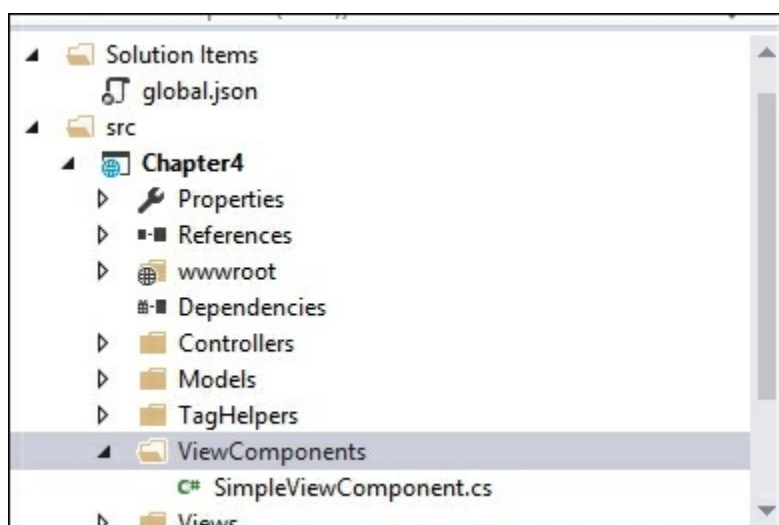 Solution Items
global.json
src
Chapter4
Properties
References
wwwroot
Dependencies
Controllers
Models
TagHelpers
ViewComponents
C# SimpleViewComponent.cs
Views